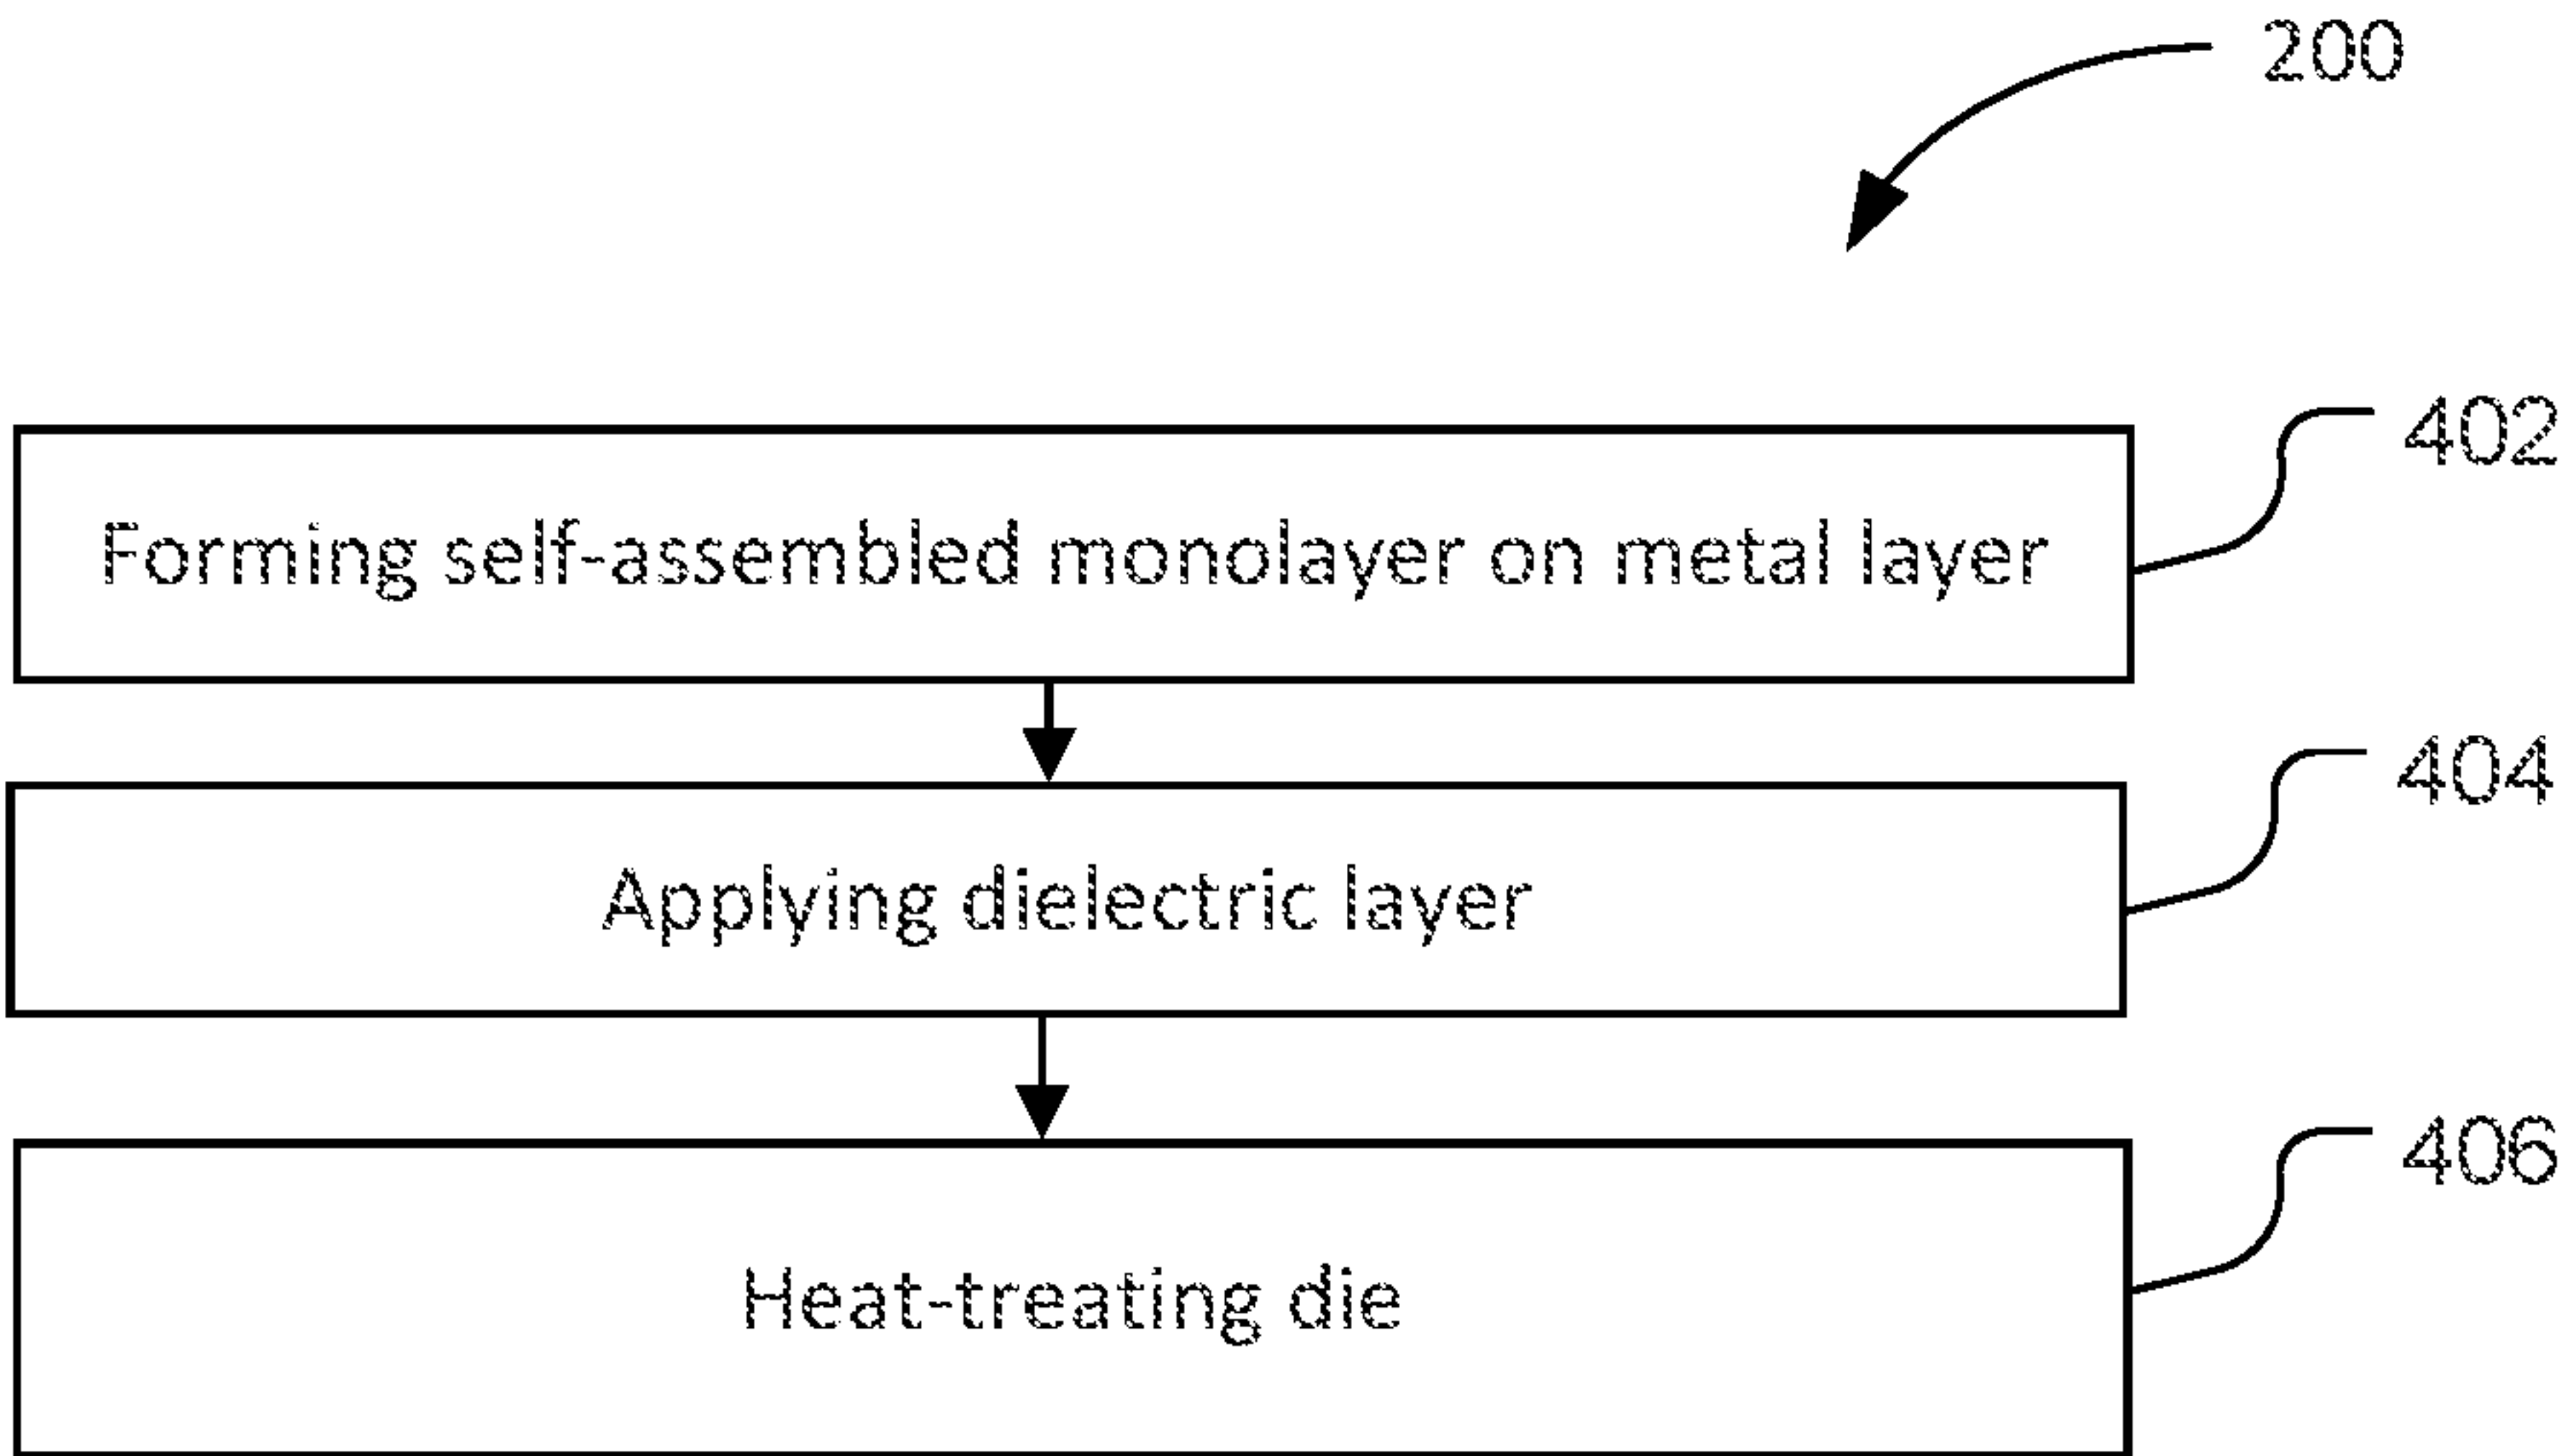 200
402
Forming self-assembled monolayer on metal layer
404
Applying dielectric layer
406
Heat-treating die